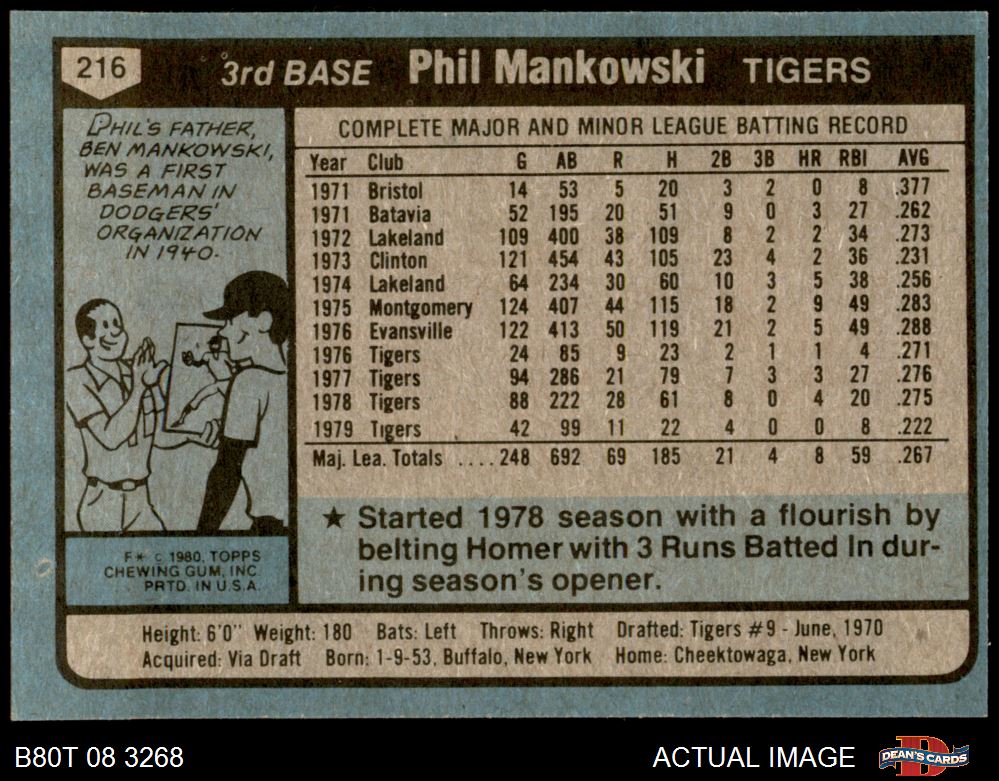 216 3rd BASE Phil Mankowski TIGERS
PHIL'S FATHER,
BEN MANKOWSKI,
WAS A FIRST
BASEMAN IN
DODGERS'
ORGANIZATION
IN 1940.
F* © 1980, TOPPS
CHEWING GUM, INC.
PRTD. IN U.S.A.
COMPLETE MAJOR AND MINOR LEAGUE BATTING RECORD
Year Club G AB R H 2B 3B HR RBI AVG
1971 Bristol 14 53 5 20 3 2 0 8 .377
1971 Batavia 52 195 20 51 9 0 3 27 .262
1972 Lakeland 109 400 38 109 8 2 2 34 .273
1973 Clinton 121 454 43 105 23 4 2 36 .231
1974 Lakeland 64 234 30 60 10 3 5 38 .256
1975 Montgomery 124 407 44 115 18 2 9 49 .283
1976 Evansville 122 413 50 119 21 2 5 49 .288
1976 Tigers 24 85 9 23 2 1 1 4 .271
1977 Tigers 94 286 21 79 7 3 3 27 .276
1978 Tigers 88 222 28 61 8 0 4 20 .275
1979 Tigers 42 99 11 22 4 0 0 8 .222
Maj. Lea. Totals .... 248 692 69 185 21 4 8 59 .267
★ Started 1978 season with a flourish by
belting Homer with 3 Runs Batted In dur-
ing season's opener.
Height: 6'0" Weight: 180 Bats: Left Throws: Right Drafted: Tigers #9 - June, 1970
Acquired: Via Draft Born: 1-9-53, Buffalo, New York Home: Cheektowaga, New York
B80T 08 3268 ACTUAL IMAGE DEAN'S CARDS